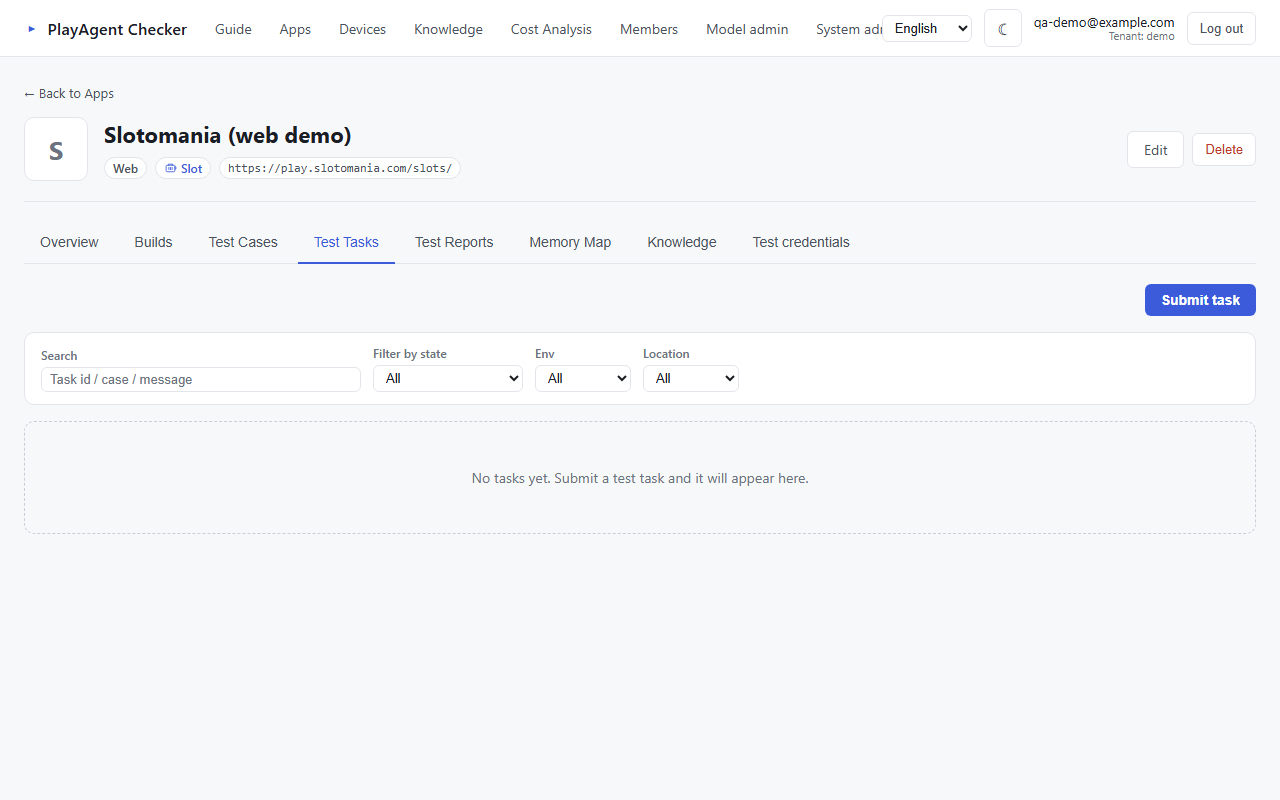 PlayAgent Checker Guide Apps Devices Knowledge Cost Analysis Members Model admin System adr English qa-demo@example.com Log out
Tenant: demo
← Back to Apps
S
Slotomania (web demo)
Web Slot https://play.slotomania.com/slots/
Edit Delete
Overview Builds Test Cases Test Tasks Test Reports Memory Map Knowledge Test credentials
Submit task
Search Filter by state Env Location
Task id / case / message All All All
No tasks yet. Submit a test task and it will appear here.